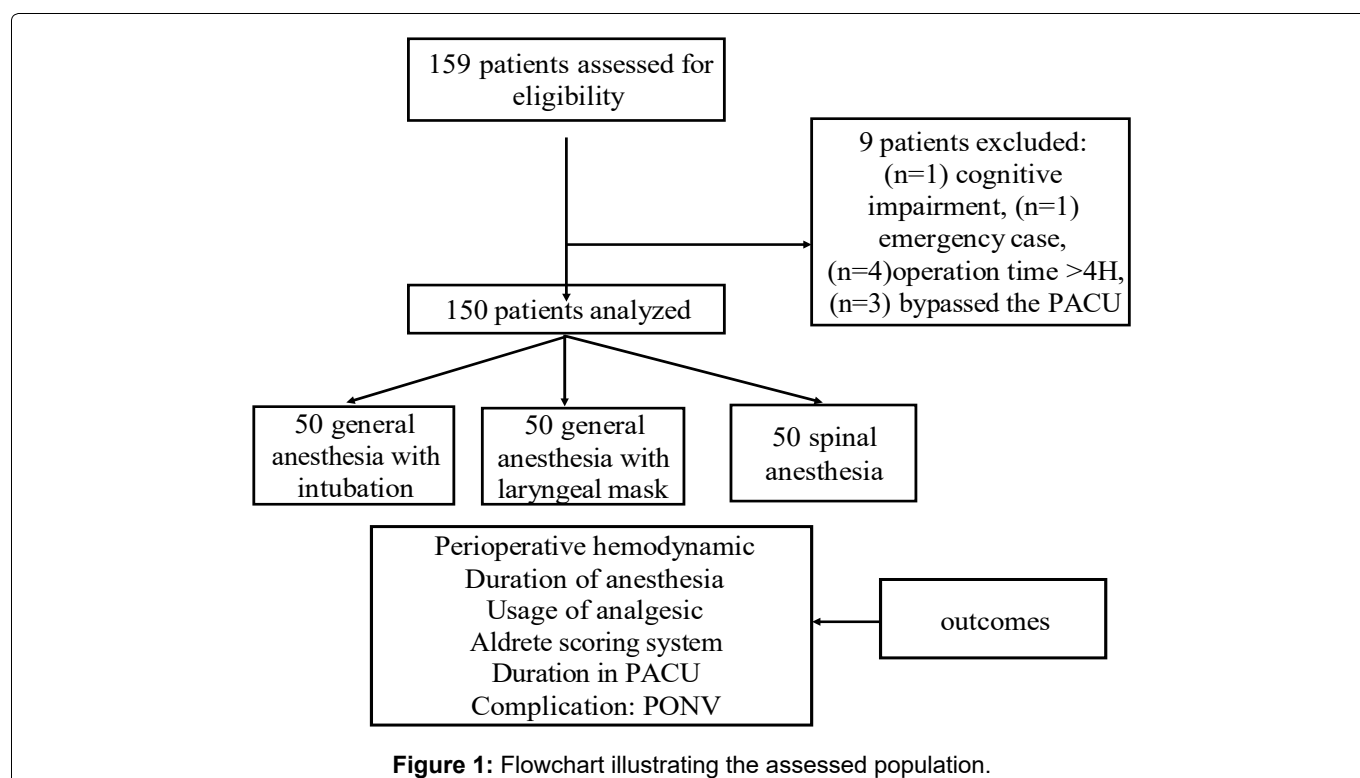 159 patients assessed for
eligibility
9 patients excluded:
(n=1) cognitive
impairment, (n=1)
emergency case,
(n=4)operation time >4H,
(n=3) bypassed the PACU
150 patients analyzed
50 general
anesthesia with
intubation
50 general
anesthesia with
laryngeal mask
50 spinal
anesthesia
Perioperative hemodynamic
Duration of anesthesia
Usage of analgesic
Aldrete scoring system
Duration in PACU
Complication: PONV
outcomes
Figure 1: Flowchart illustrating the assessed population.